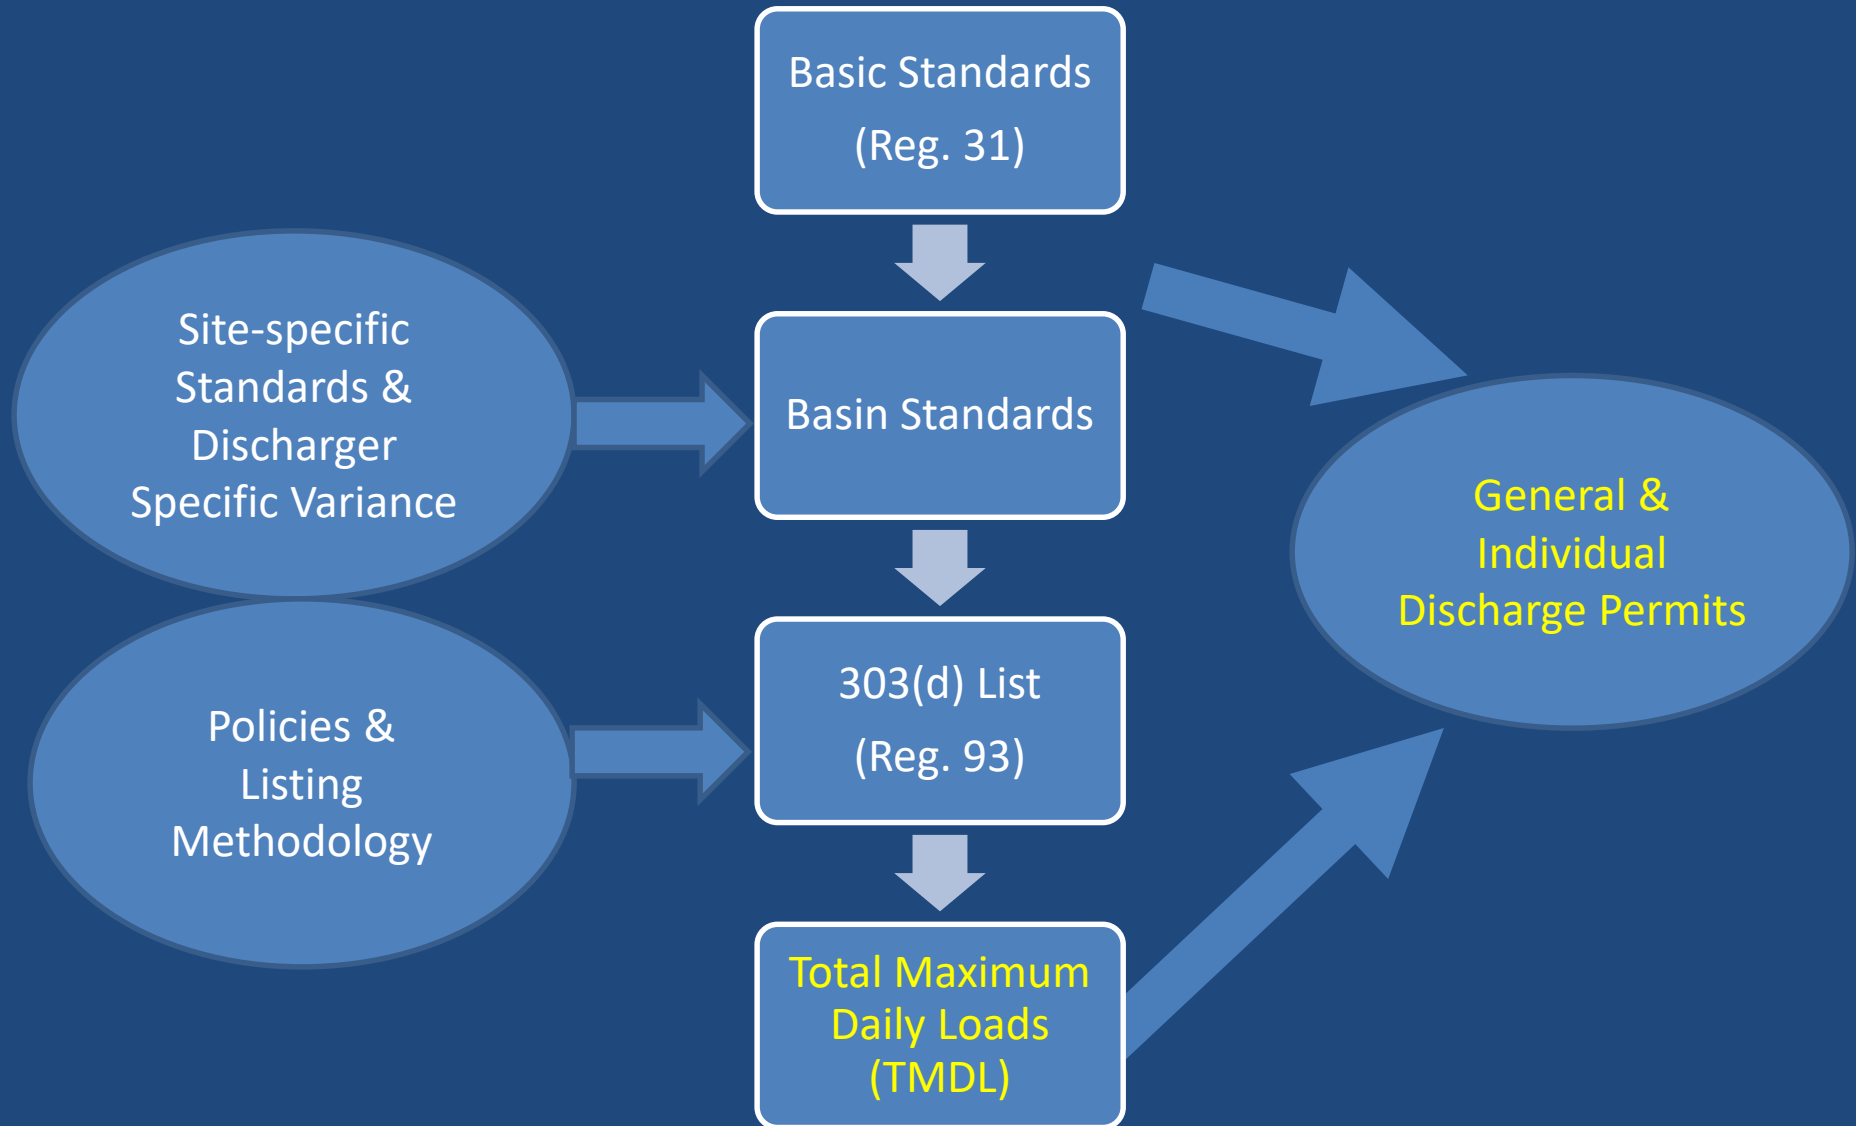 Basic Standards
(Reg. 31)
Site-specific
Standards &
Discharger
Specific Variance
Basin Standards
General &
Individual
Discharge Permits
Policies &
Listing
Methodology
303(d) List
(Reg. 93)
Total Maximum
Daily Loads
(TMDL)